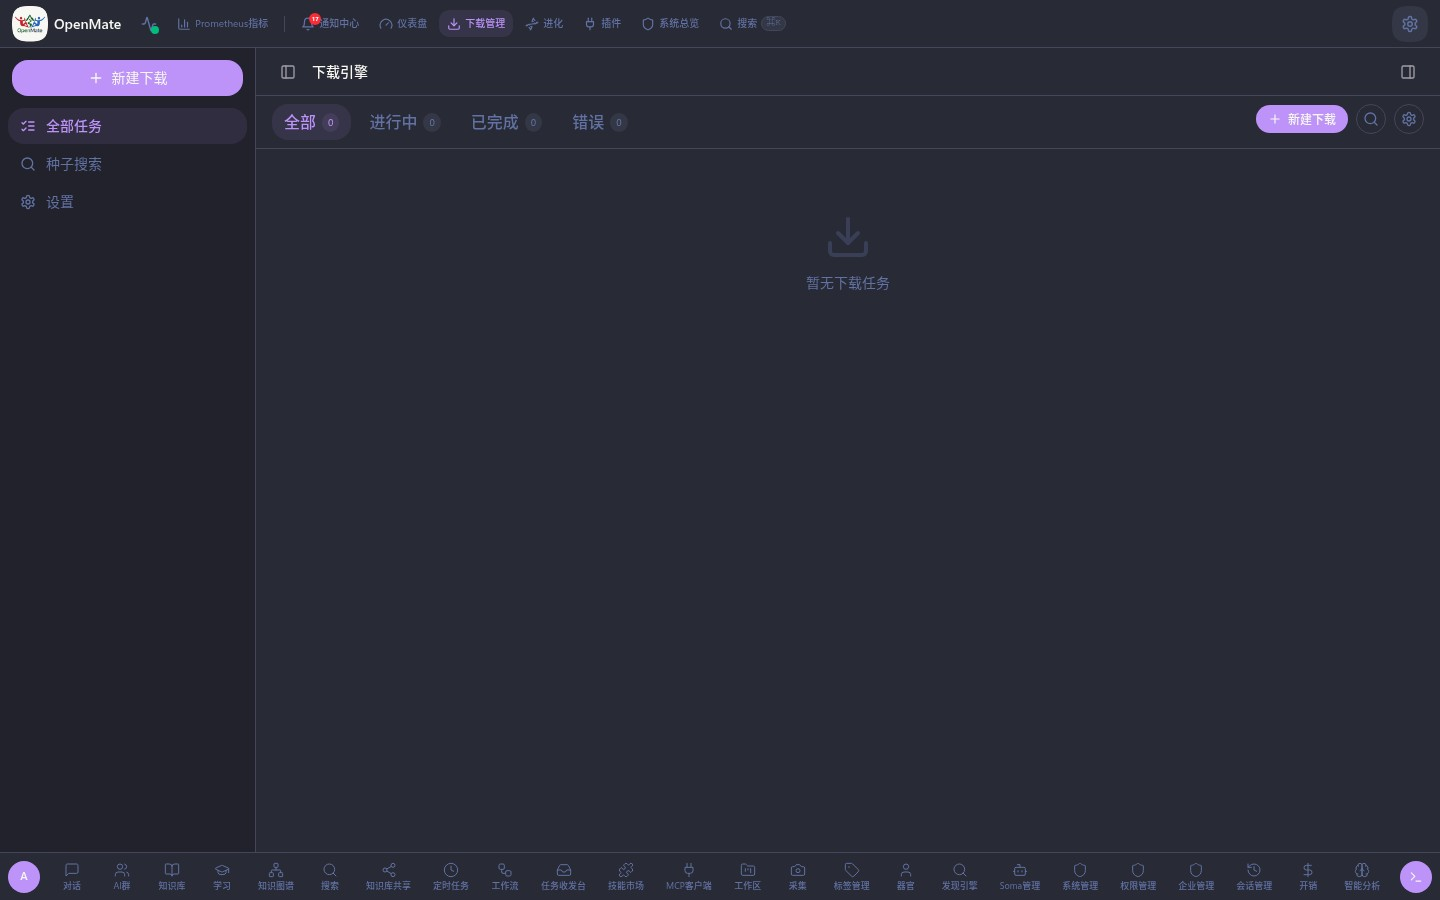 OpenMate
Prometheus指标
17
通知中心
仪表盘
下载管理
进化
插件
系统总览
搜索
⌘K
新建下载
全部任务
种子搜索
设置
下载引擎
全部 0
进行中 0
已完成 0
错误 0
新建下载
暂无下载任务
A
对话
AI群
知识库
学习
知识图谱
搜索
知识库共享
定时任务
工作流
任务收发台
技能市场
MCP客户端
工作区
采集
标签管理
器官
发现引擎
Soma管理
系统管理
权限管理
企业管理
会话管理
开销
智能分析